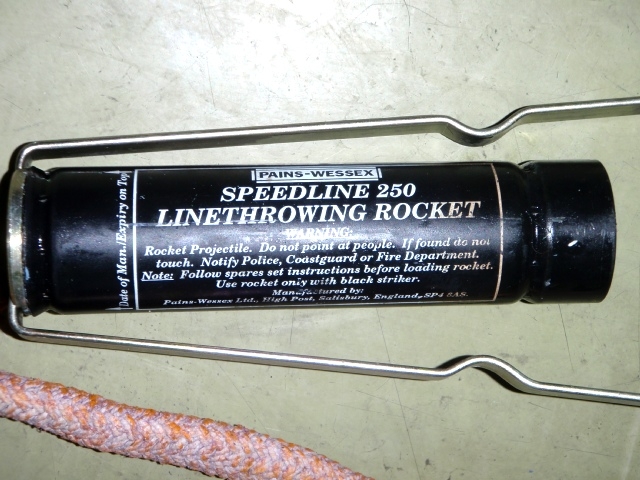 PAINS-WESSEX
SPEEDLINE 250
LINETHROWING ROCKET
WARNING:
Rocket Projectile. Do not point at people. If found do not
touch. Notify Police, Coastguard or Fire Department.
Note: Follow spares set instructions before loading rocket.
Use rocket only with black striker.
Manufactured by:
Pains-Wessex Ltd., High Post, Salisbury, England, SP4 8AS.
Date of Man/Expiry on Top